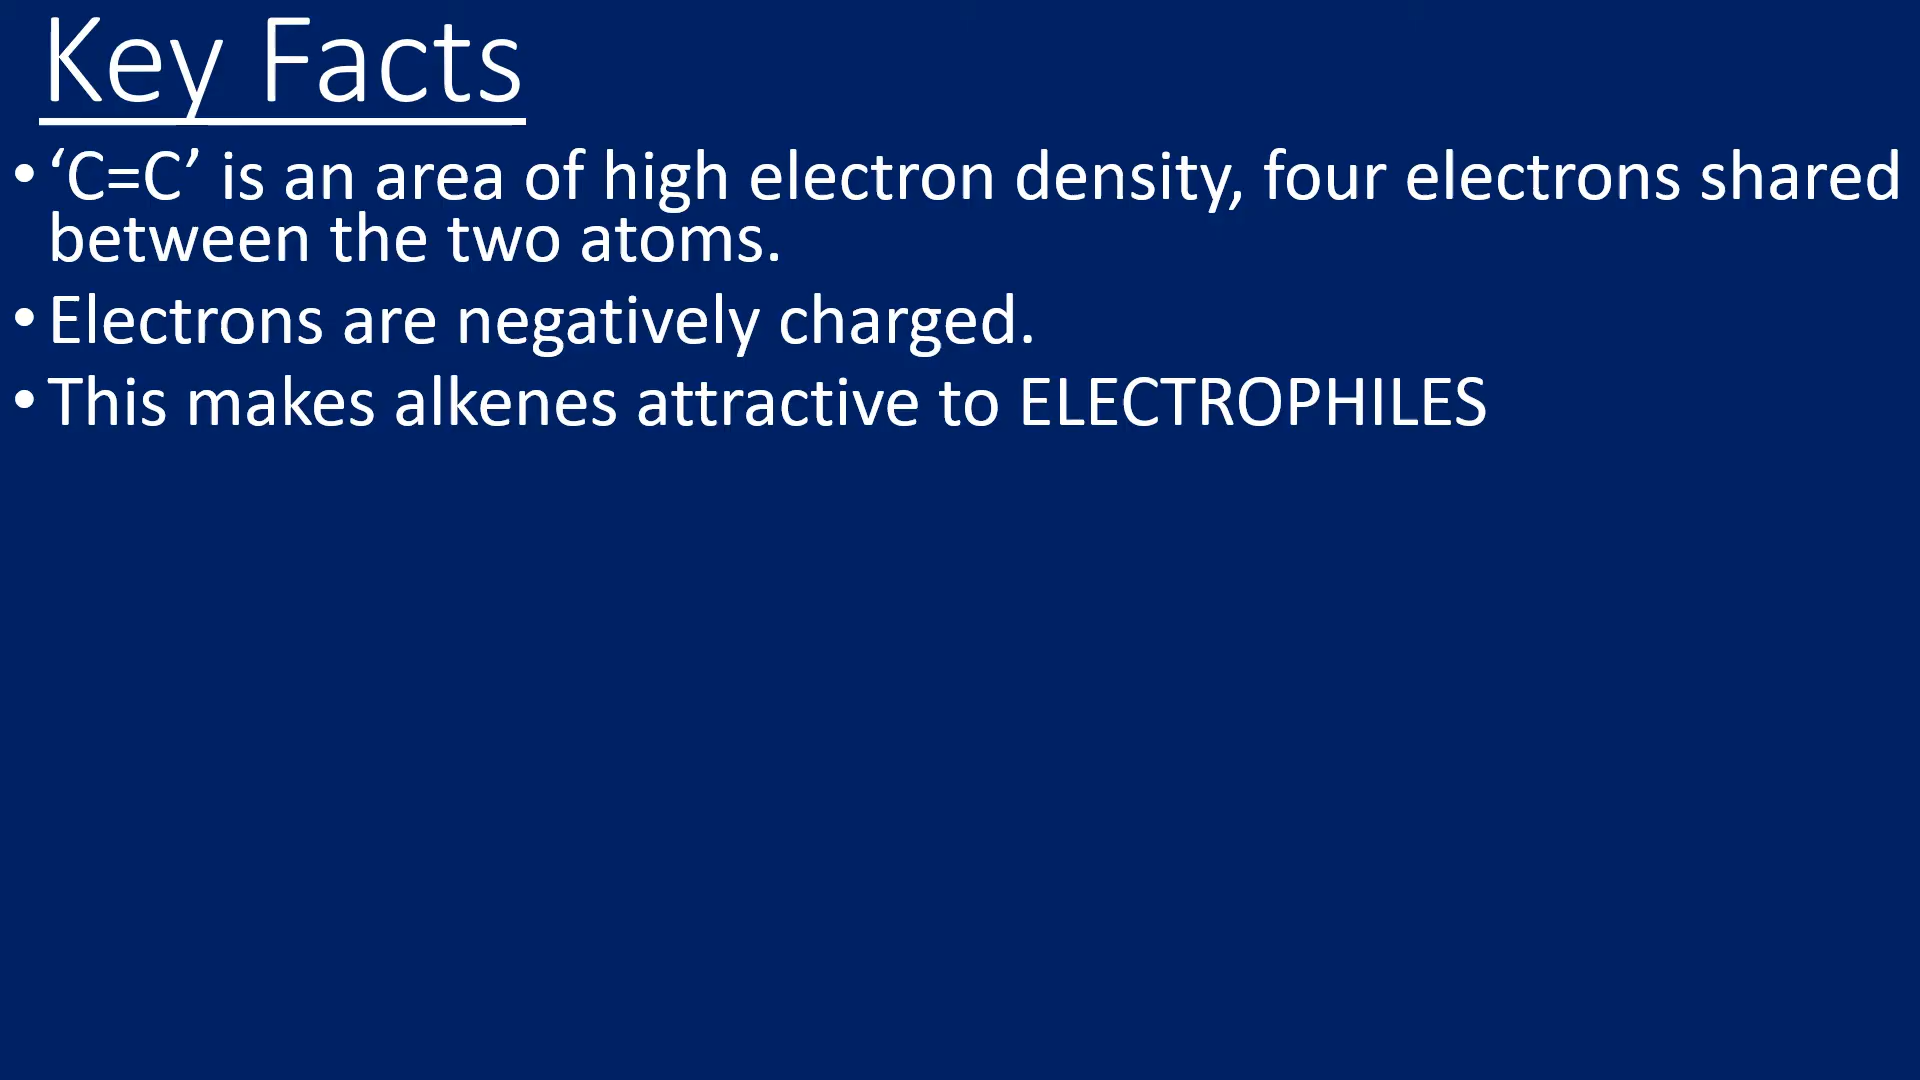 Key Facts
• ‘C=C’ is an area of high electron density, four electrons shared
between the two atoms.
• Electrons are negatively charged.
• This makes alkenes attractive to ELECTROPHILES